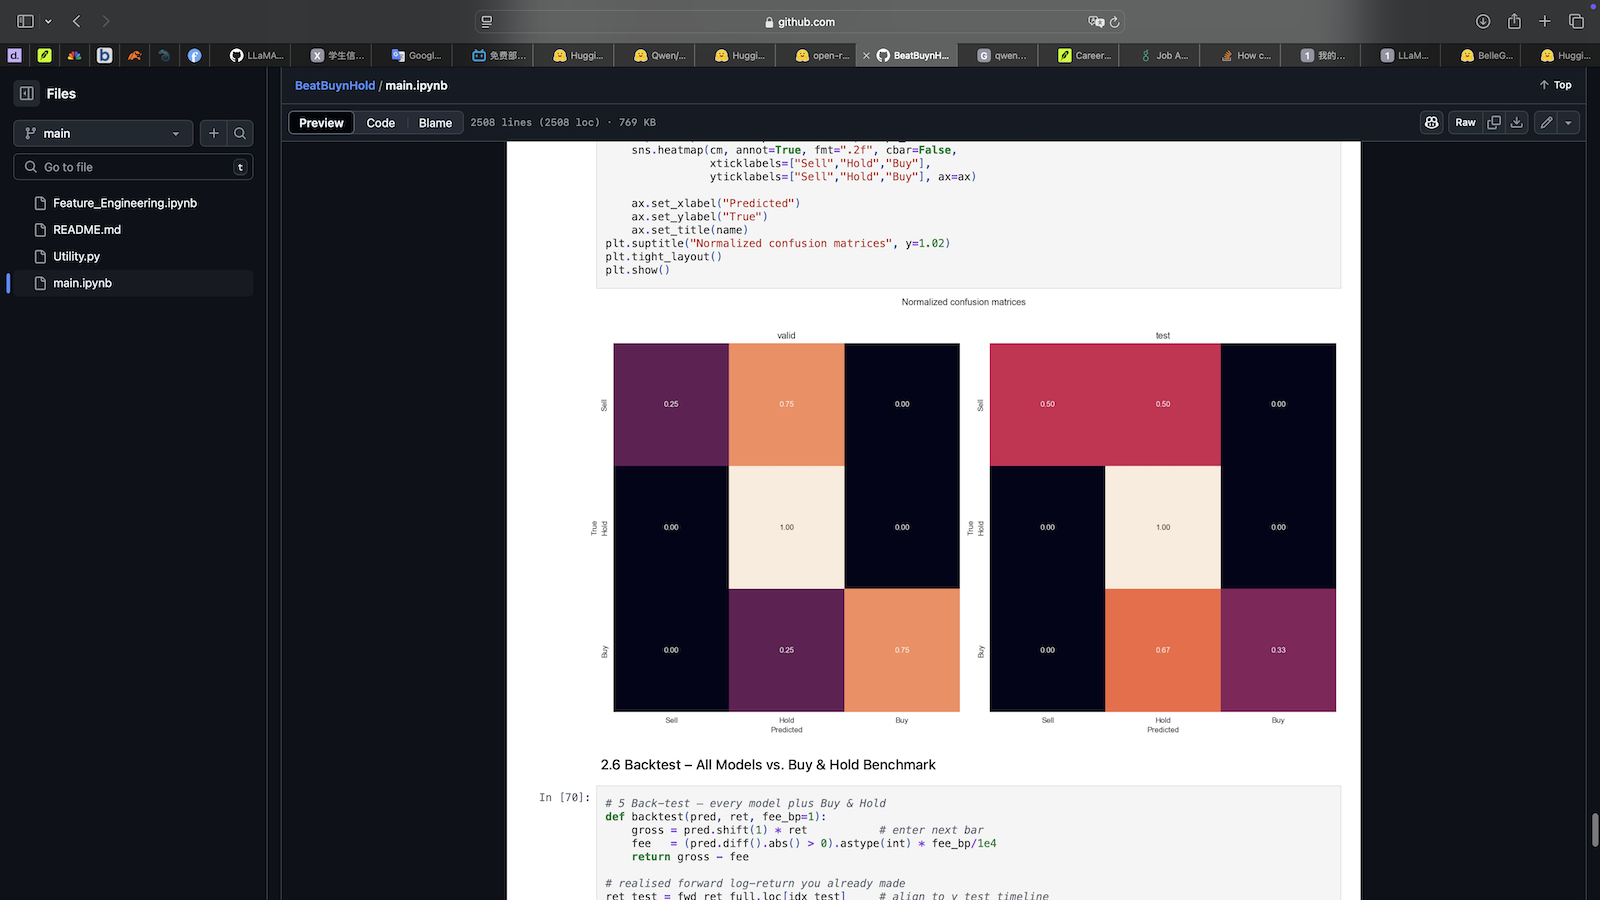 github.com
LLaMA...
学生信...
Googl...
免费部...
Huggi...
Qwen/...
Huggi...
open-r...
BeatBuynH...
qwen...
Career...
Job A...
How c...
我的...
LLaM...
BelleG...
Huggi...
Files
main
Go to file
t
Feature_Engineering.ipynb
README.md
Utility.py
main.ipynb
BeatBuynHold / main.ipynb
Top
Preview Code Blame 2508 lines (2508 loc) · 769 KB
Raw
sns.heatmap(cm, annot=True, fmt=".2f", cbar=False,
xticklabels=["Sell","Hold","Buy"],
yticklabels=["Sell","Hold","Buy"], ax=ax)
ax.set_xlabel("Predicted")
ax.set_ylabel("True")
ax.set_title(name)
plt.suptitle("Normalized confusion matrices", y=1.02)
plt.tight_layout()
plt.show()
Normalized confusion matrices
valid
Sell 0.25 0.75 0.00
True
Hold 0.00 1.00 0.00
Buy 0.00 0.25 0.75
Sell Hold Buy
Predicted
test
Sell 0.50 0.50 0.00
True
Hold 0.00 1.00 0.00
Buy 0.00 0.67 0.33
Sell Hold Buy
Predicted
2.6 Backtest – All Models vs. Buy & Hold Benchmark
In [70]:
# 5 Back-test — every model plus Buy & Hold
def backtest(pred, ret, fee_bp=1):
gross = pred.shift(1) * ret # enter next bar
fee = (pred.diff().abs() > 0).astype(int) * fee_bp/1e4
return gross - fee
# realised forward log-return you already made
ret_test = fwd_ret_full.loc[idx_test] # align to y_test timeline